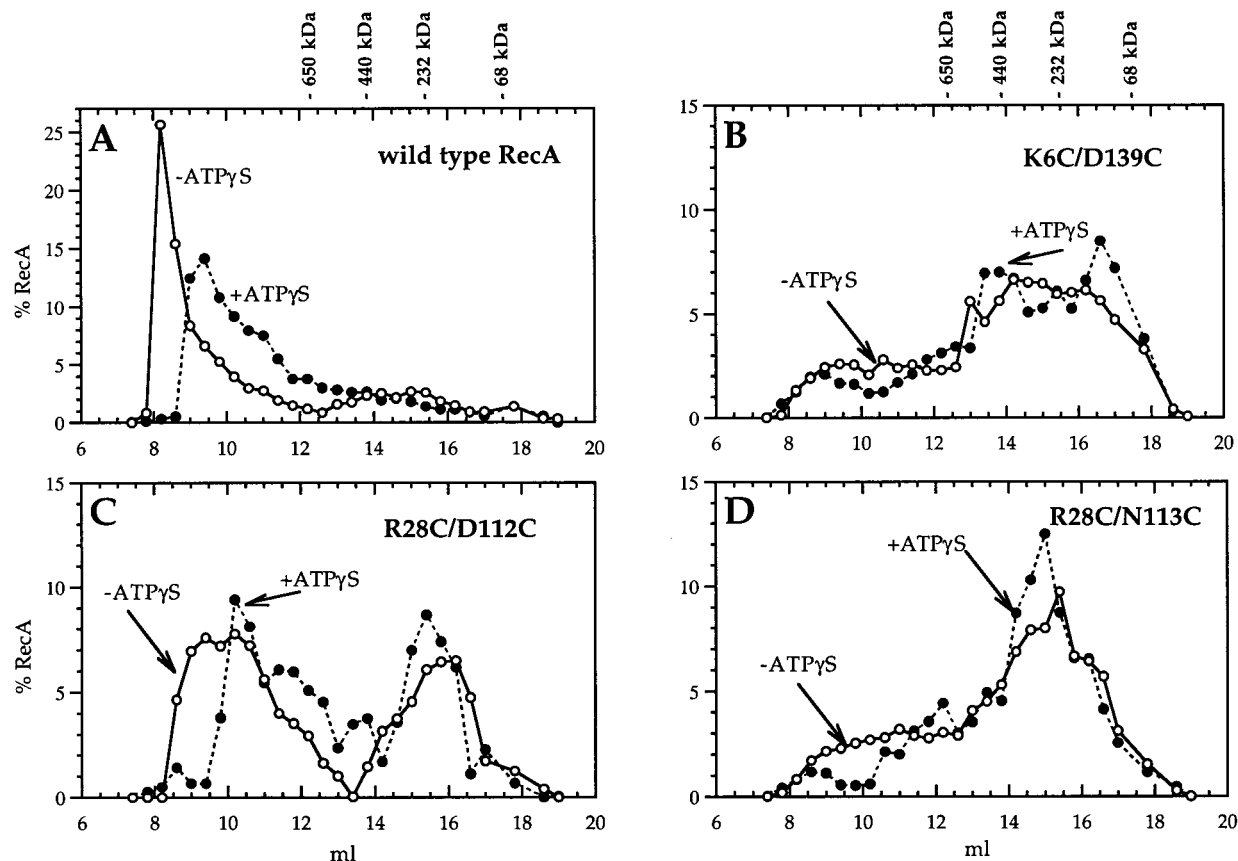 - 650 kDa
- 440 kDa
- 232 kDa
- 68 kDa
- 650 kDa
- 440 kDa
- 232 kDa
- 68 kDa
A
wild type RecA
-ATPγS
+ATPγS
% RecA
25
20
15
10
5
0
6 8 10 12 14 16 18 20
B
K6C/D139C
+ATPγS
-ATPγS
15
10
5
0
6 8 10 12 14 16 18 20
C
R28C/D112C
-ATPγS
+ATPγS
% RecA
15
10
5
0
6 8 10 12 14 16 18 20
ml
D
R28C/N113C
+ATPγS
-ATPγS
15
10
5
0
6 8 10 12 14 16 18 20
ml